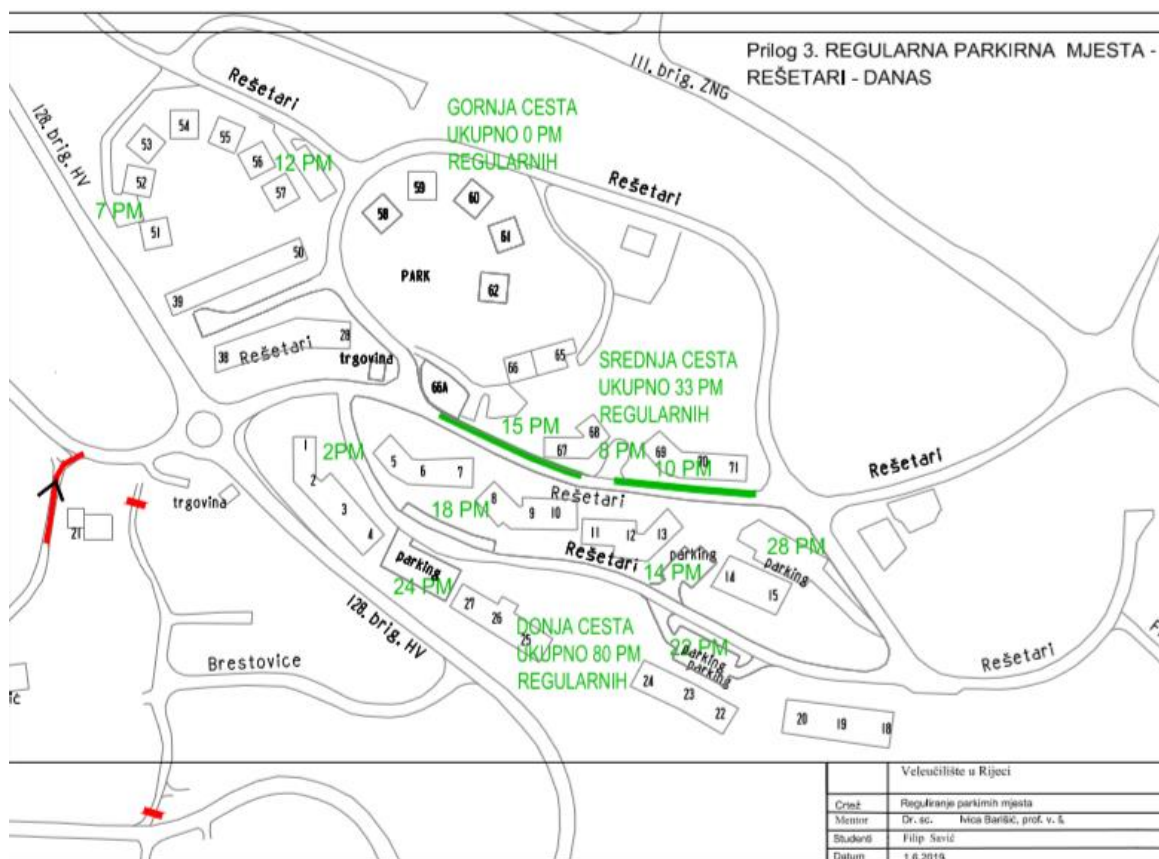 Prilog 3. REGULARNA PARKIRNA MJESTA -
REŠETARI - DANAS
III. brig. ZNG
Rešetari
128. brig. HV
GORNJA CESTA
UKUPNO 0 PM
REGULARNIH
54
53
55
56
12 PM
52
57
7 PM
51
59
58
60
61
Rešetari
50
PARK
62
39
28
38
Rešetari
trgovina
66A
66
65
SREDNJA CESTA
UKUPNO 33 PM
REGULARNIH
15 PM
68
67
8 PM
69
70
71
10 PM
Rešetari
1
2PM
2
3
4
5
6
7
Rešetari
18 PM
8
9
10
11
12
13
Rešetari
trgovina
21
parking
24 PM
parking
14 PM
28 PM
parking
14
15
27
26
25
128. brig. HV
DONJA CESTA
UKUPNO 80 PM
REGULARNIH
22 PM
parking
parking
24
23
22
Rešetari
Brestovice
20
19
18
Veleučilište u Rijeci
Crtež
Reguliranje parkirnih mjesta
Mentor
Dr. sc. Ivica Barišić, prof. v. š.
Studenti
Filip Savić
Datum
1.6.2019.